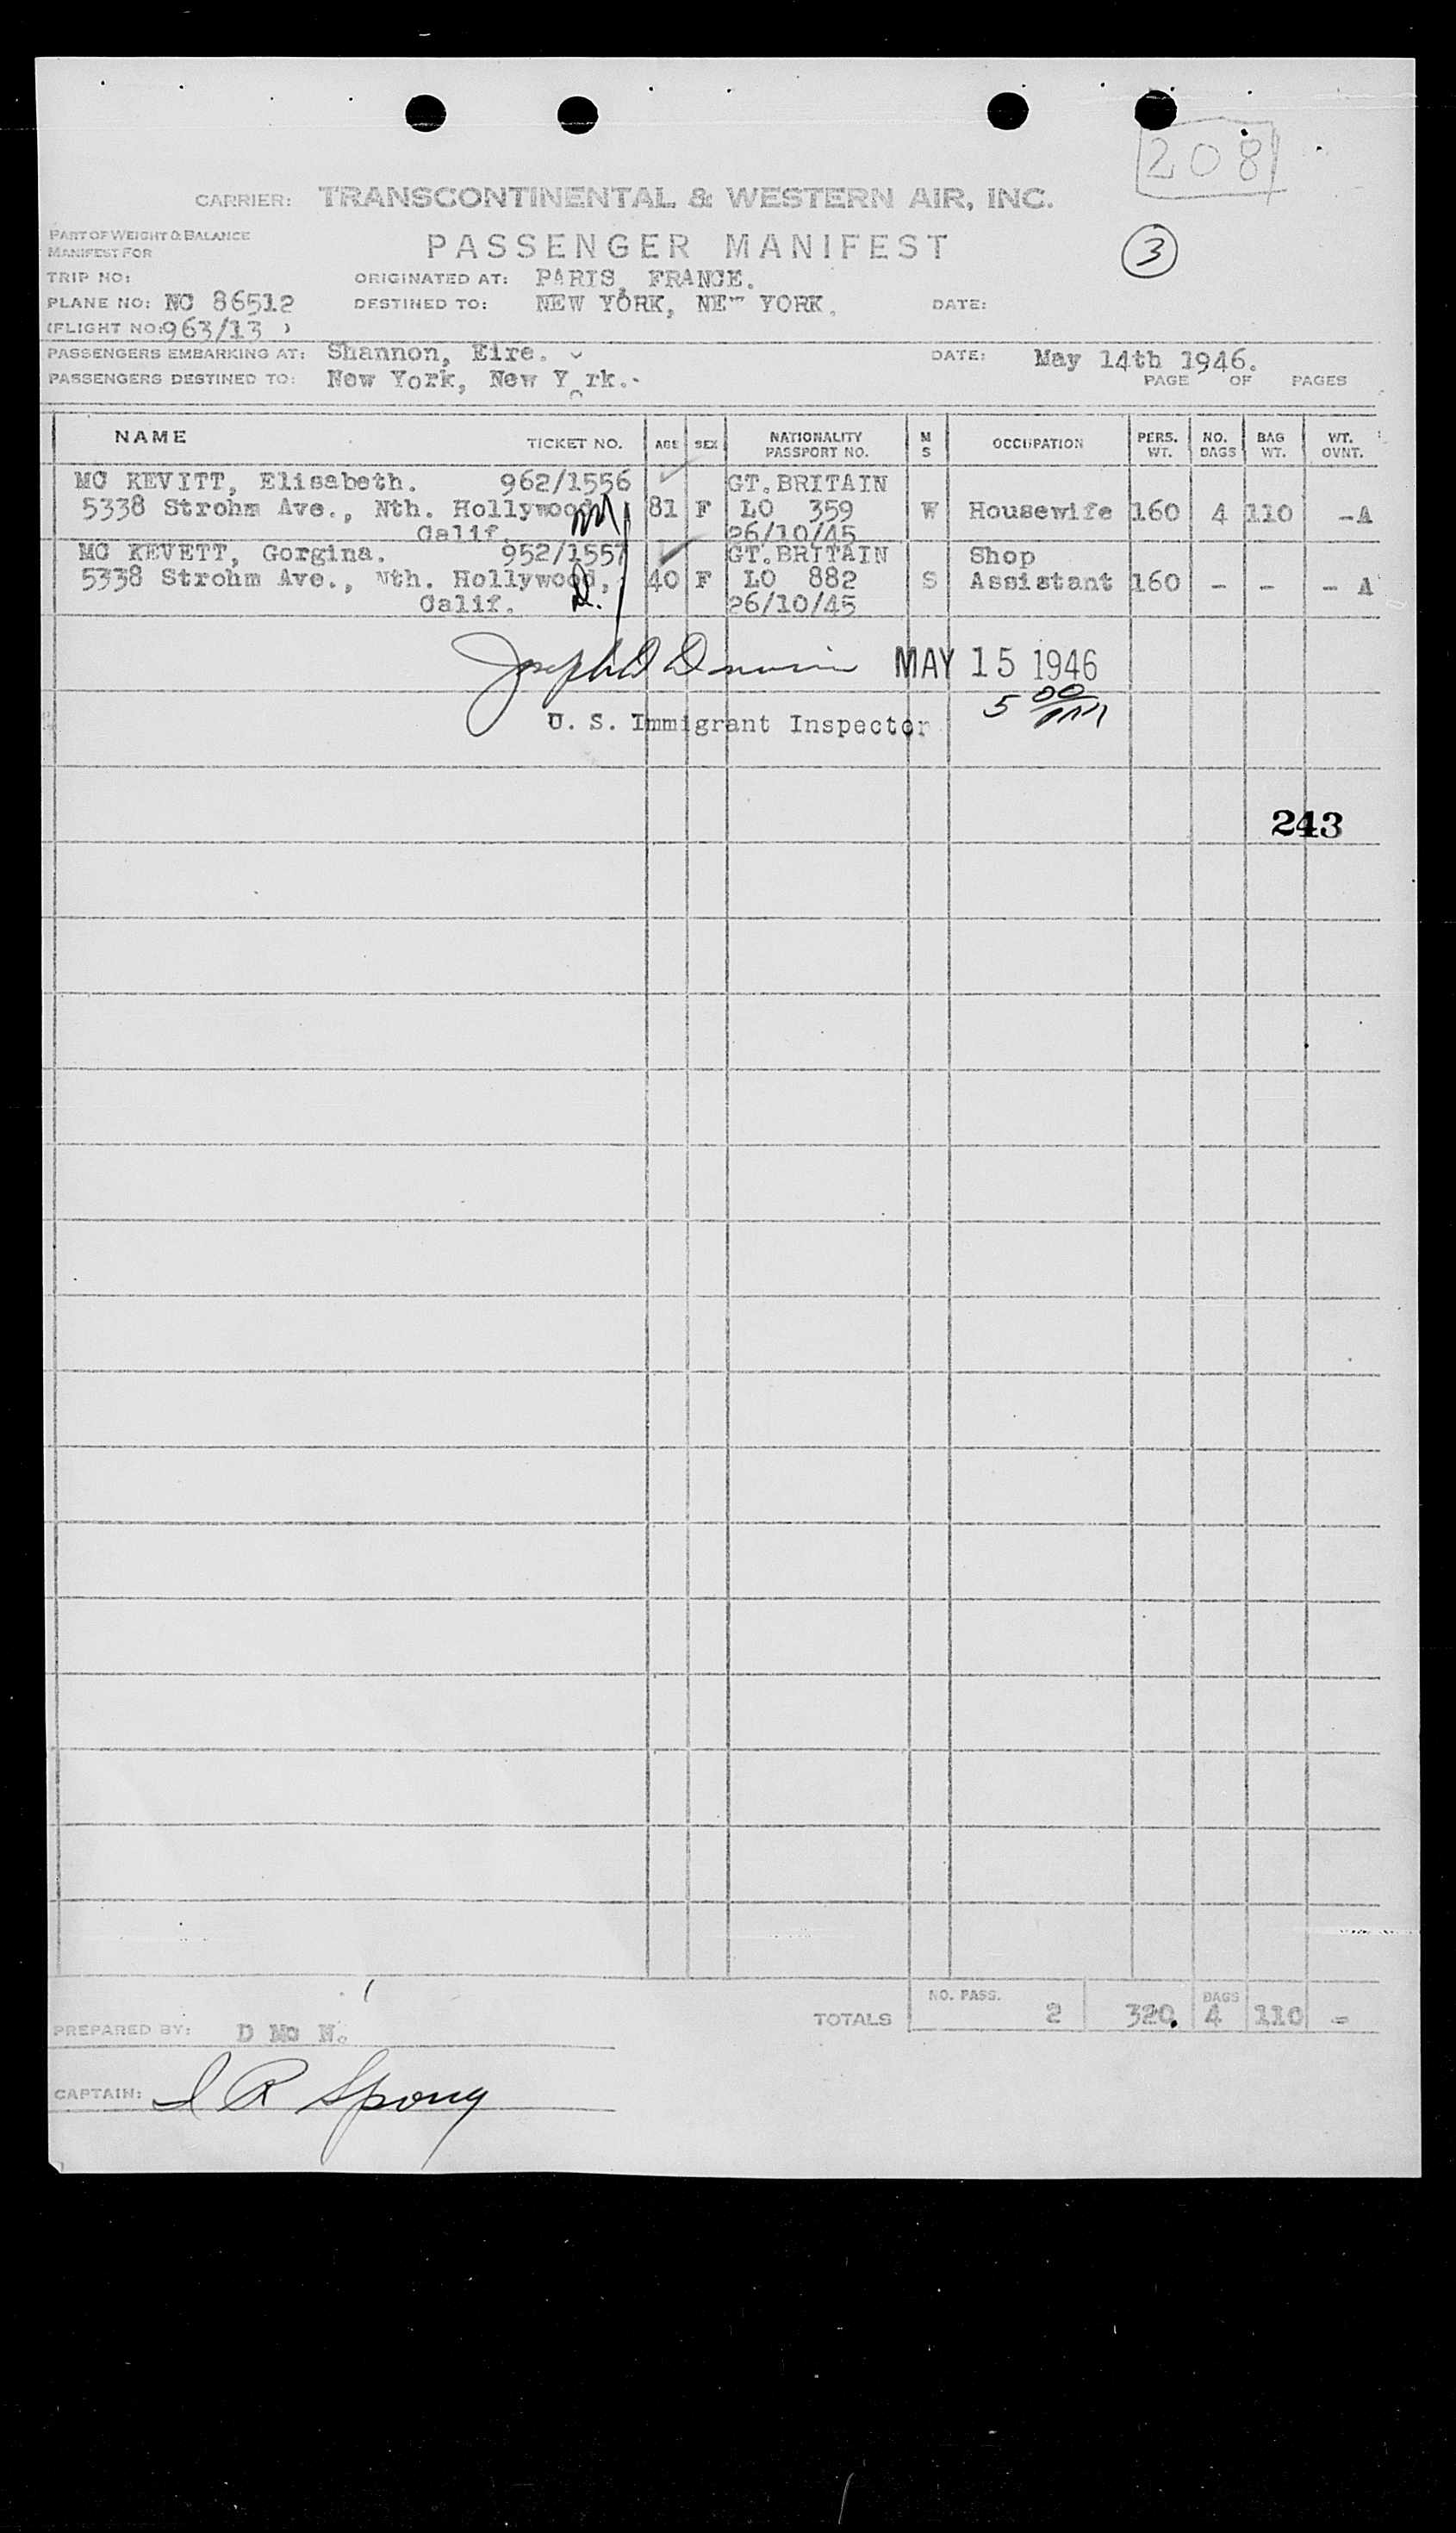 208
CARRIER: TRANSCONTINENTAL & WESTERN AIR, INC.
3
PART OF WEIGHT & BALANCE
MANIFEST FOR
PASSENGER MANIFEST
TRIP NO: ORIGINATED AT: PARIS, FRANCE.
PLANE NO: NC 86512 DESTINED TO: NEW YORK, NEW YORK. DATE:
(FLIGHT NO: 963/13 )
PASSENGERS EMBARKING AT: Shannon, Eire. DATE: May 14th 1946.
PASSENGERS DESTINED TO: New York, New York. PAGE OF PAGES
NAME TICKET NO. AGE SEX NATIONALITY PASSPORT NO. M S OCCUPATION PERS. WT. NO. BAGS BAG WT. WT. OVNT.
MC KEVITT, Elisabeth. 962/1556 GT.BRITAIN
5338 Strohm Ave., Nth. Hollywood 81 F LO 359 W Housewife 160 4 110 -A
Calif. 26/10/45
MC KEVETT, Gorgina. 952/1557 GT.BRITAIN Shop
5338 Strohm Ave., Nth. Hollywood, 40 F LO 882 S Assistant 160 - - - A
Calif. D. 26/10/45
MAY 15 1946
U. S. Immigrant Inspector 5 00 pm
243
NO. PASS. BAGS
TOTALS 2 320. 4 110 -
PREPARED BY: D Mc N.
CAPTAIN: I R Spong